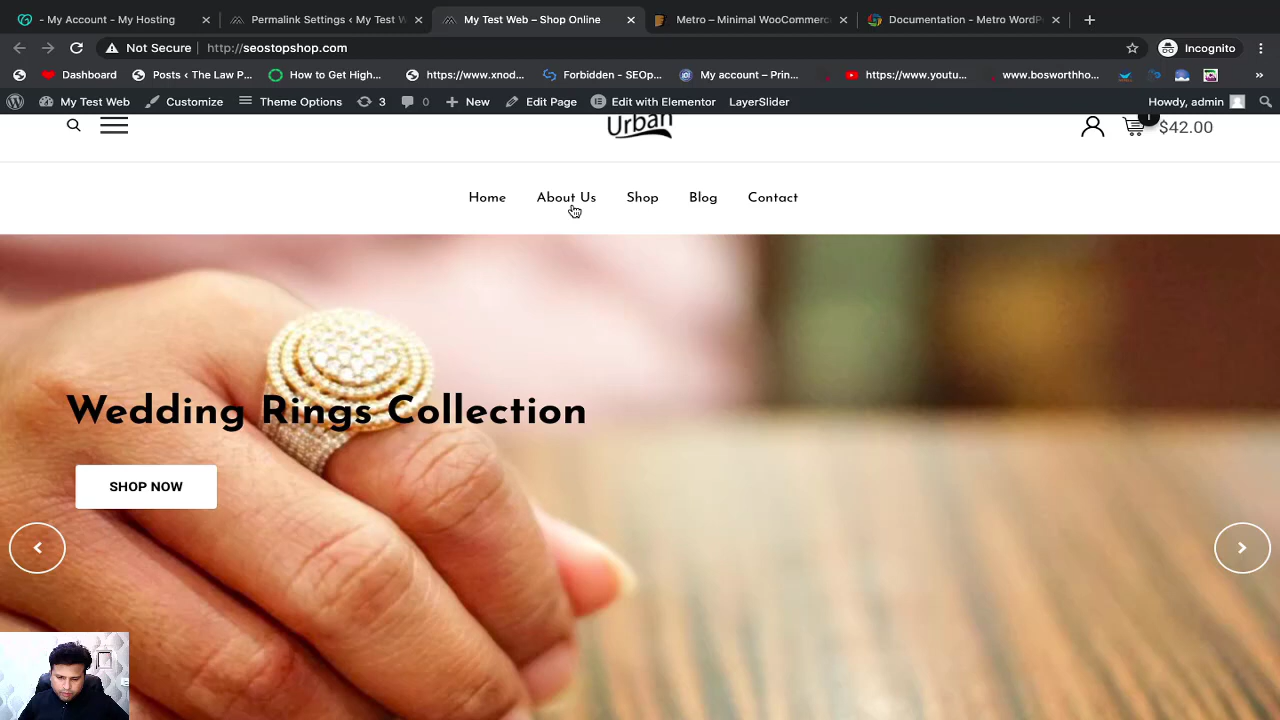 - My Account - My Hosting
Permalink Settings ‹ My Test W
My Test Web – Shop Online
Metro – Minimal WooCommerc
Documentation - Metro WordP
Not Secure
http://seostopshop.com
Incognito
Dashboard
Posts ‹ The Law P...
How to Get High...
https://www.xnod...
Forbidden - SEOp...
My account – Prin...
https://www.youtu...
www.bosworthho...
»
My Test Web
Customize
Theme Options
3
0
New
Edit Page
Edit with Elementor
LayerSlider
Howdy, admin
Urban
1
$42.00
Home
About Us
Shop
Blog
Contact
Wedding Rings Collection
SHOP NOW